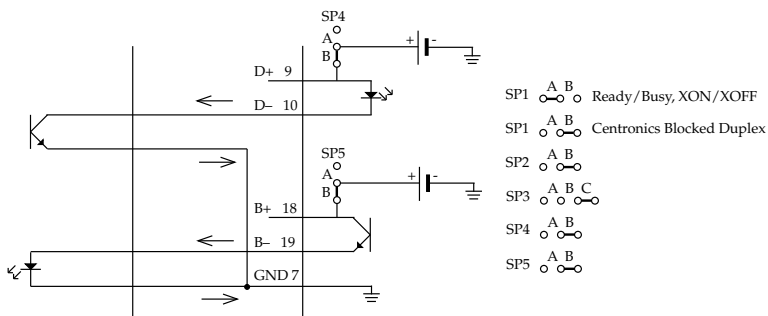 SP4
A
B
+ -
D+ 9
D– 10
SP5
A
B
+ -
B+ 18
B– 19
GND 7
SP1 A B Ready/Busy, XON/XOFF
SP1 A B Centronics Blocked Duplex
SP2 A B
SP3 A B C
SP4 A B
SP5 A B